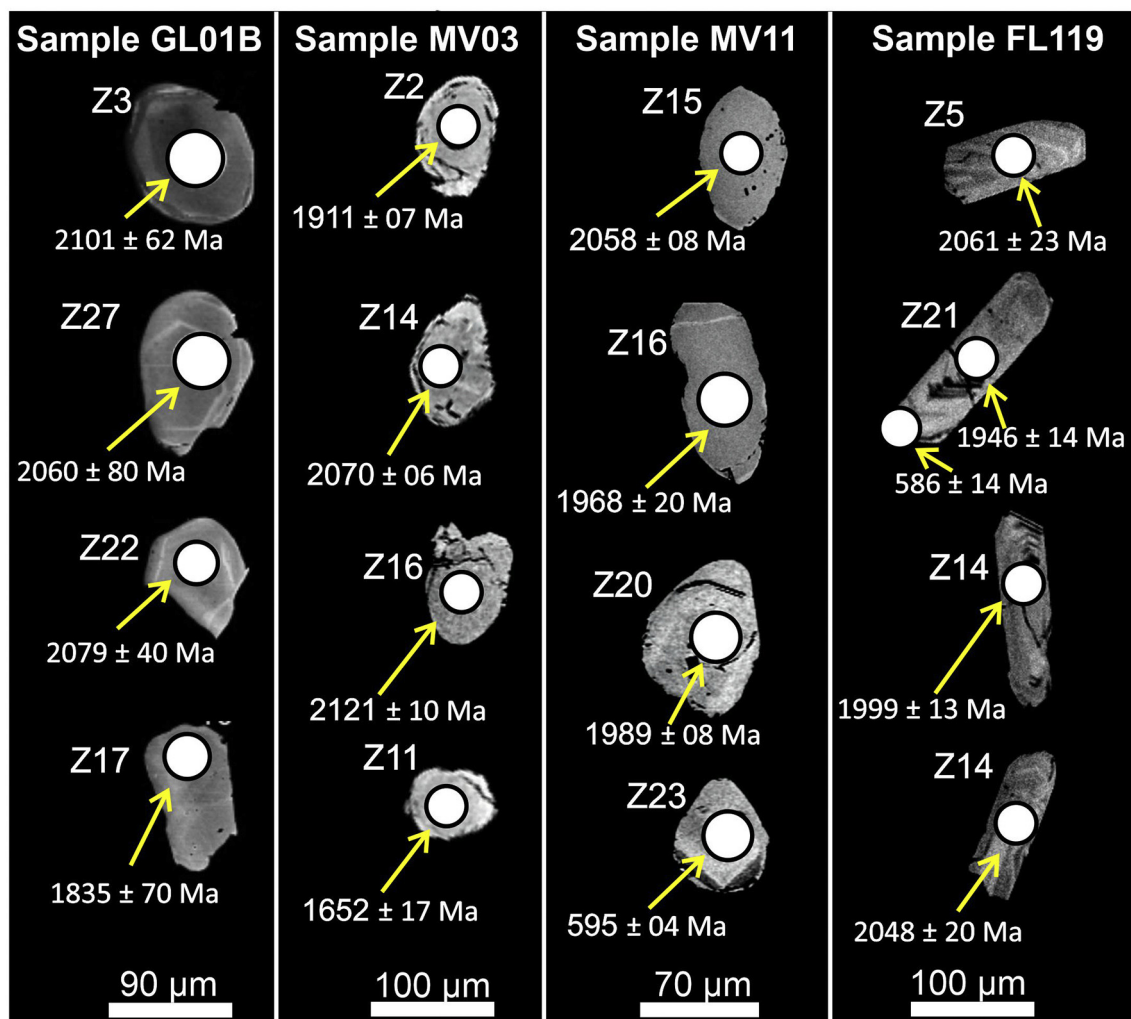 Sample GL01B
Z3
2101 ± 62 Ma
Z27
2060 ± 80 Ma
Z22
2079 ± 40 Ma
Z17
1835 ± 70 Ma
90 µm
Sample MV03
Z2
1911 ± 07 Ma
Z14
2070 ± 06 Ma
Z16
2121 ± 10 Ma
Z11
1652 ± 17 Ma
100 µm
Sample MV11
Z15
2058 ± 08 Ma
Z16
1968 ± 20 Ma
Z20
1989 ± 08 Ma
Z23
595 ± 04 Ma
70 µm
Sample FL119
Z5
2061 ± 23 Ma
Z21
1946 ± 14 Ma
586 ± 14 Ma
Z14
1999 ± 13 Ma
Z14
2048 ± 20 Ma
100 µm